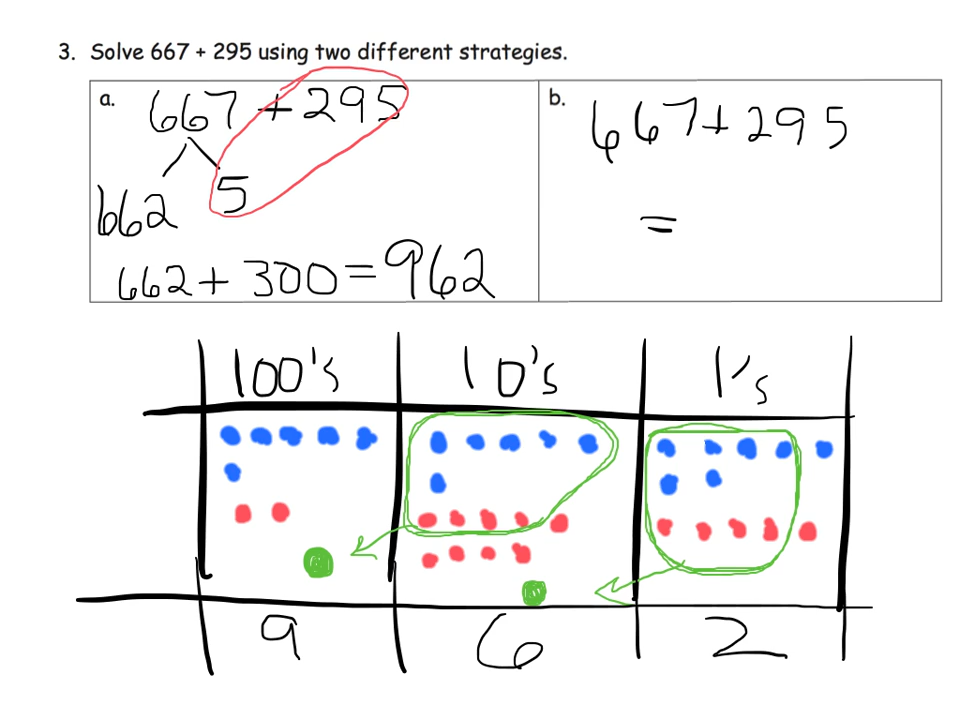 3. Solve 667 + 295 using two different strategies.
a. 667 + 295
662 5
662 + 300 = 962
b. 667 + 295
=
100's 10's 1's
9 6 2